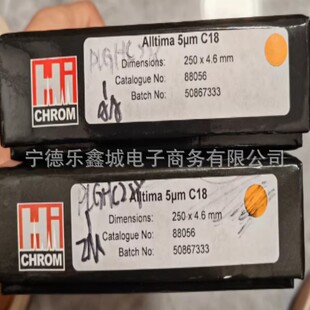 Hi
CHROM
Alltima 5µm C18
Dimensions: 250 x 4.6 mm
Catalogue No: 88056
Batch No: 50867333
宁德乐鑫城电子商务有限公司
Hi
CHROM
Alltima 5µm C18
Dimensions: 250 x 4.6 mm
Catalogue No: 88056
Batch No: 50867333